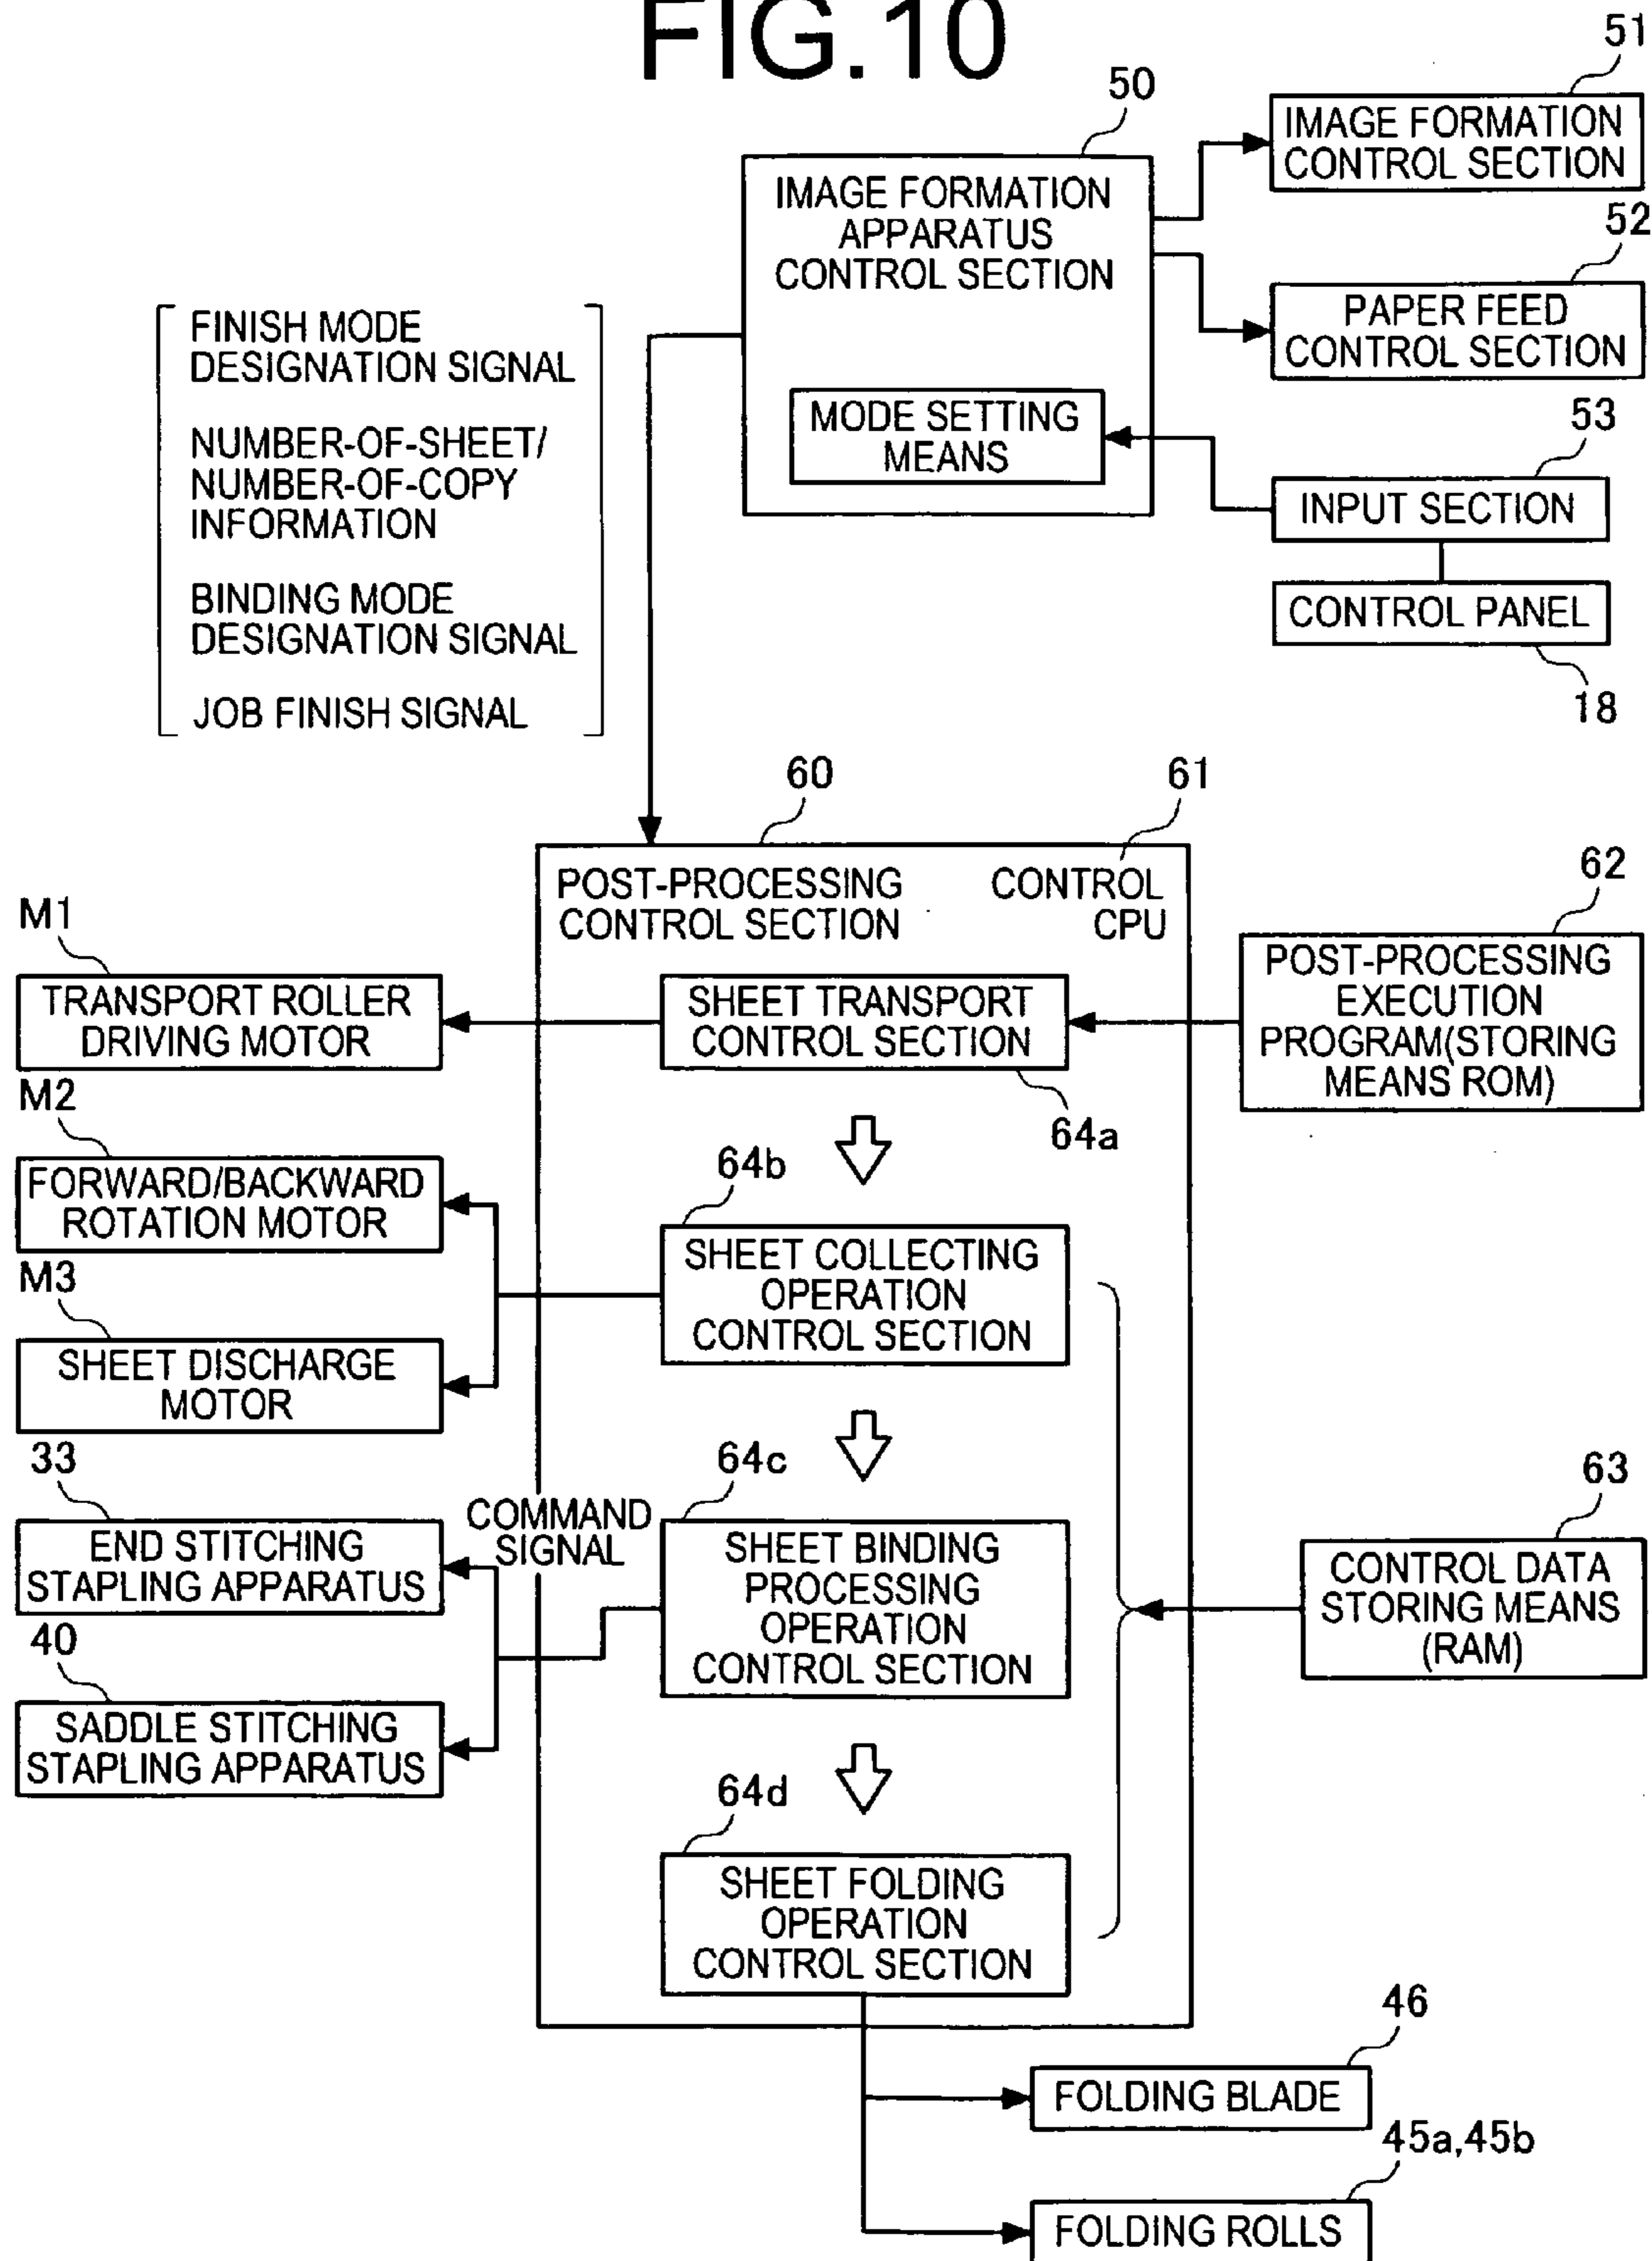 FIG.10
51
50
IMAGE FORMATION
CONTROL SECTION
IMAGE FORMATION
APPARATUS
CONTROL SECTION
52
PAPER FEED
CONTROL SECTION
FINISH MODE
DESIGNATION SIGNAL
NUMBER-OF-SHEET/
NUMBER-OF-COPY
INFORMATION
BINDING MODE
DESIGNATION SIGNAL
JOB FINISH SIGNAL
MODE SETTING
MEANS
53
INPUT SECTION
CONTROL PANEL
18
60
61
POST-PROCESSING
CONTROL SECTION
CONTROL
CPU
62
POST-PROCESSING
EXECUTION
PROGRAM(STORING
MEANS ROM)
M1
TRANSPORT ROLLER
DRIVING MOTOR
SHEET TRANSPORT
CONTROL SECTION
64a
M2
FORWARD/BACKWARD
ROTATION MOTOR
64b
SHEET COLLECTING
OPERATION
CONTROL SECTION
M3
SHEET DISCHARGE
MOTOR
33
END STITCHING
STAPLING APPARATUS
COMMAND
SIGNAL
64c
SHEET BINDING
PROCESSING
OPERATION
CONTROL SECTION
63
CONTROL DATA
STORING MEANS
(RAM)
40
SADDLE STITCHING
STAPLING APPARATUS
64d
SHEET FOLDING
OPERATION
CONTROL SECTION
46
FOLDING BLADE
45a,45b
FOLDING ROLLS